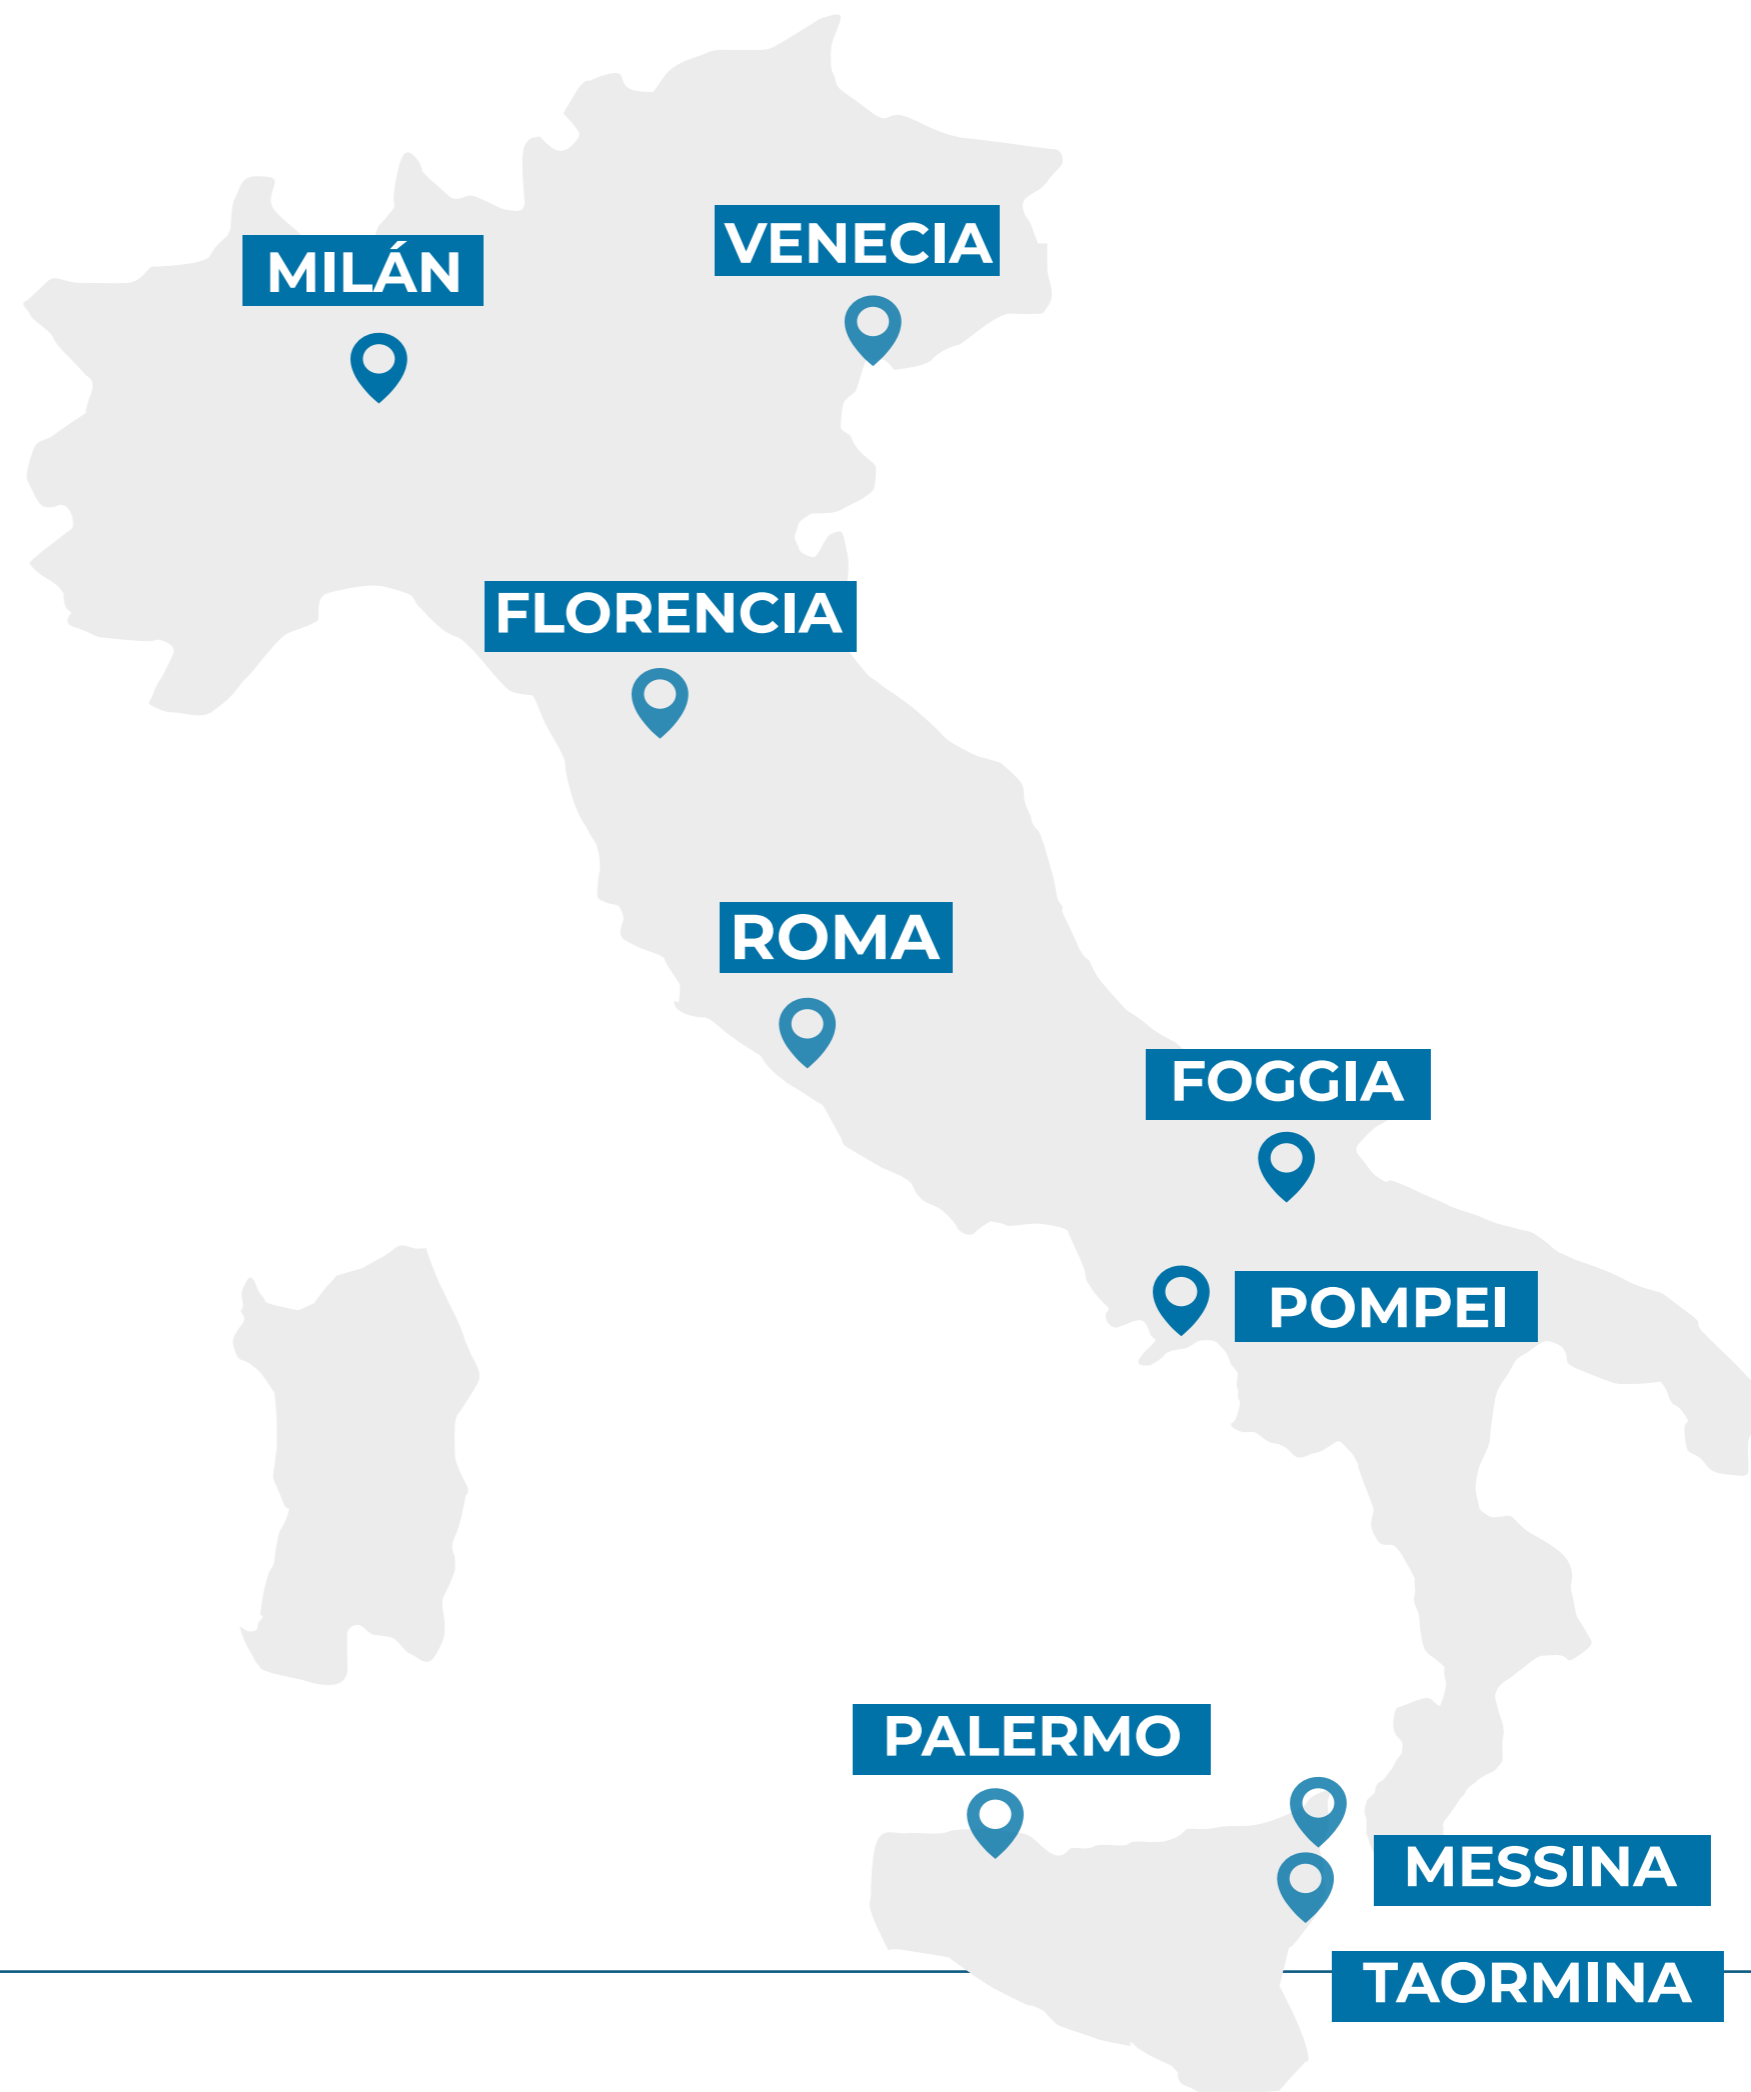 VENECIA
MILÁN
FLORENCIA
ROMA
FOGGIA
POMPEI
PALERMO
MESSINA
TAORMINA